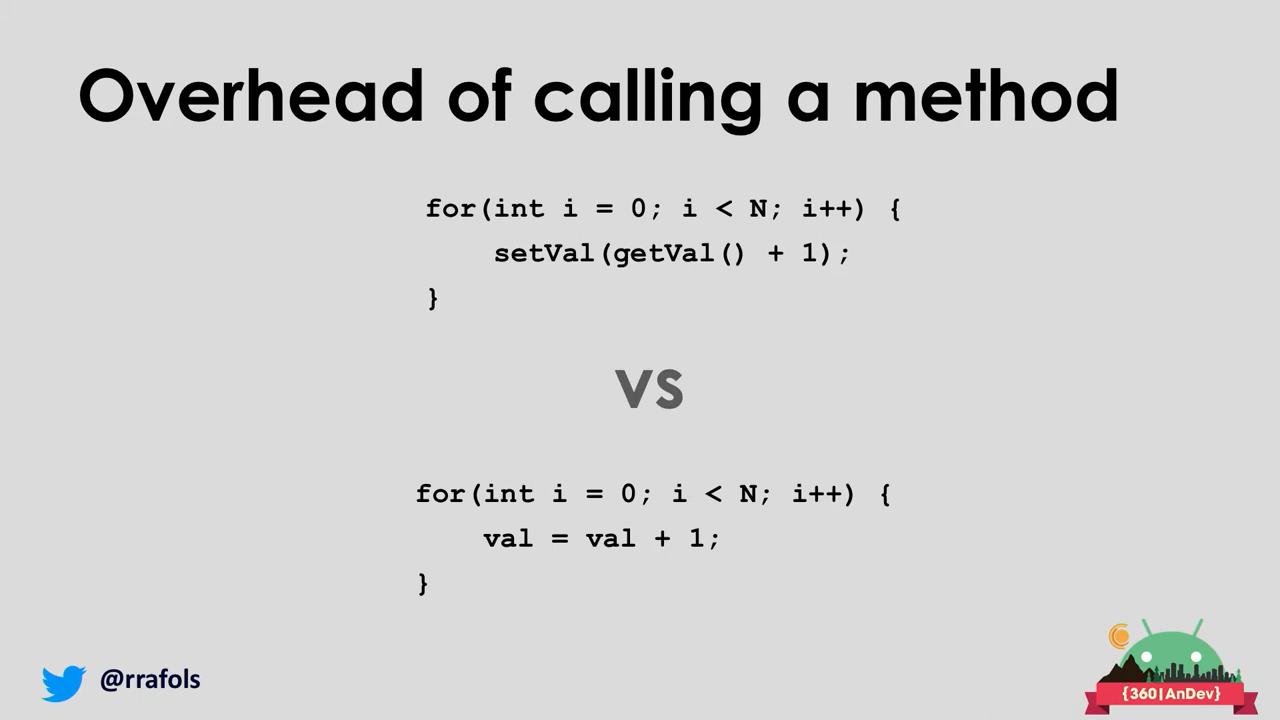 Overhead of calling a method
for(int i = 0; i < N; i++) {
    setVal(getVal() + 1);
}
vs
for(int i = 0; i < N; i++) {
    val = val + 1;
}
@rrafols
{360|AnDev}